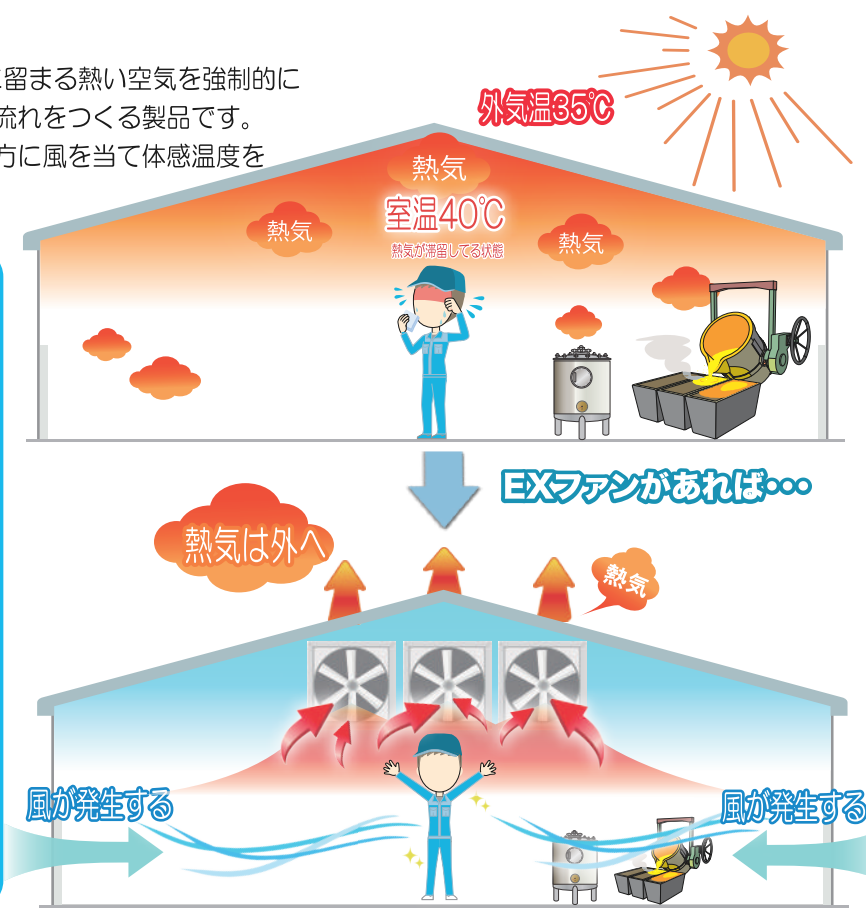 留まる熱い空気を強制的に
流れをつくる製品です。
方に風を当て体感温度を
外気温35℃
熱気
室温40℃
熱気が滞留してる状態
熱気
熱気
EXファンがあれば・・・
熱気は外へ
熱気
風が発生する
風が発生する